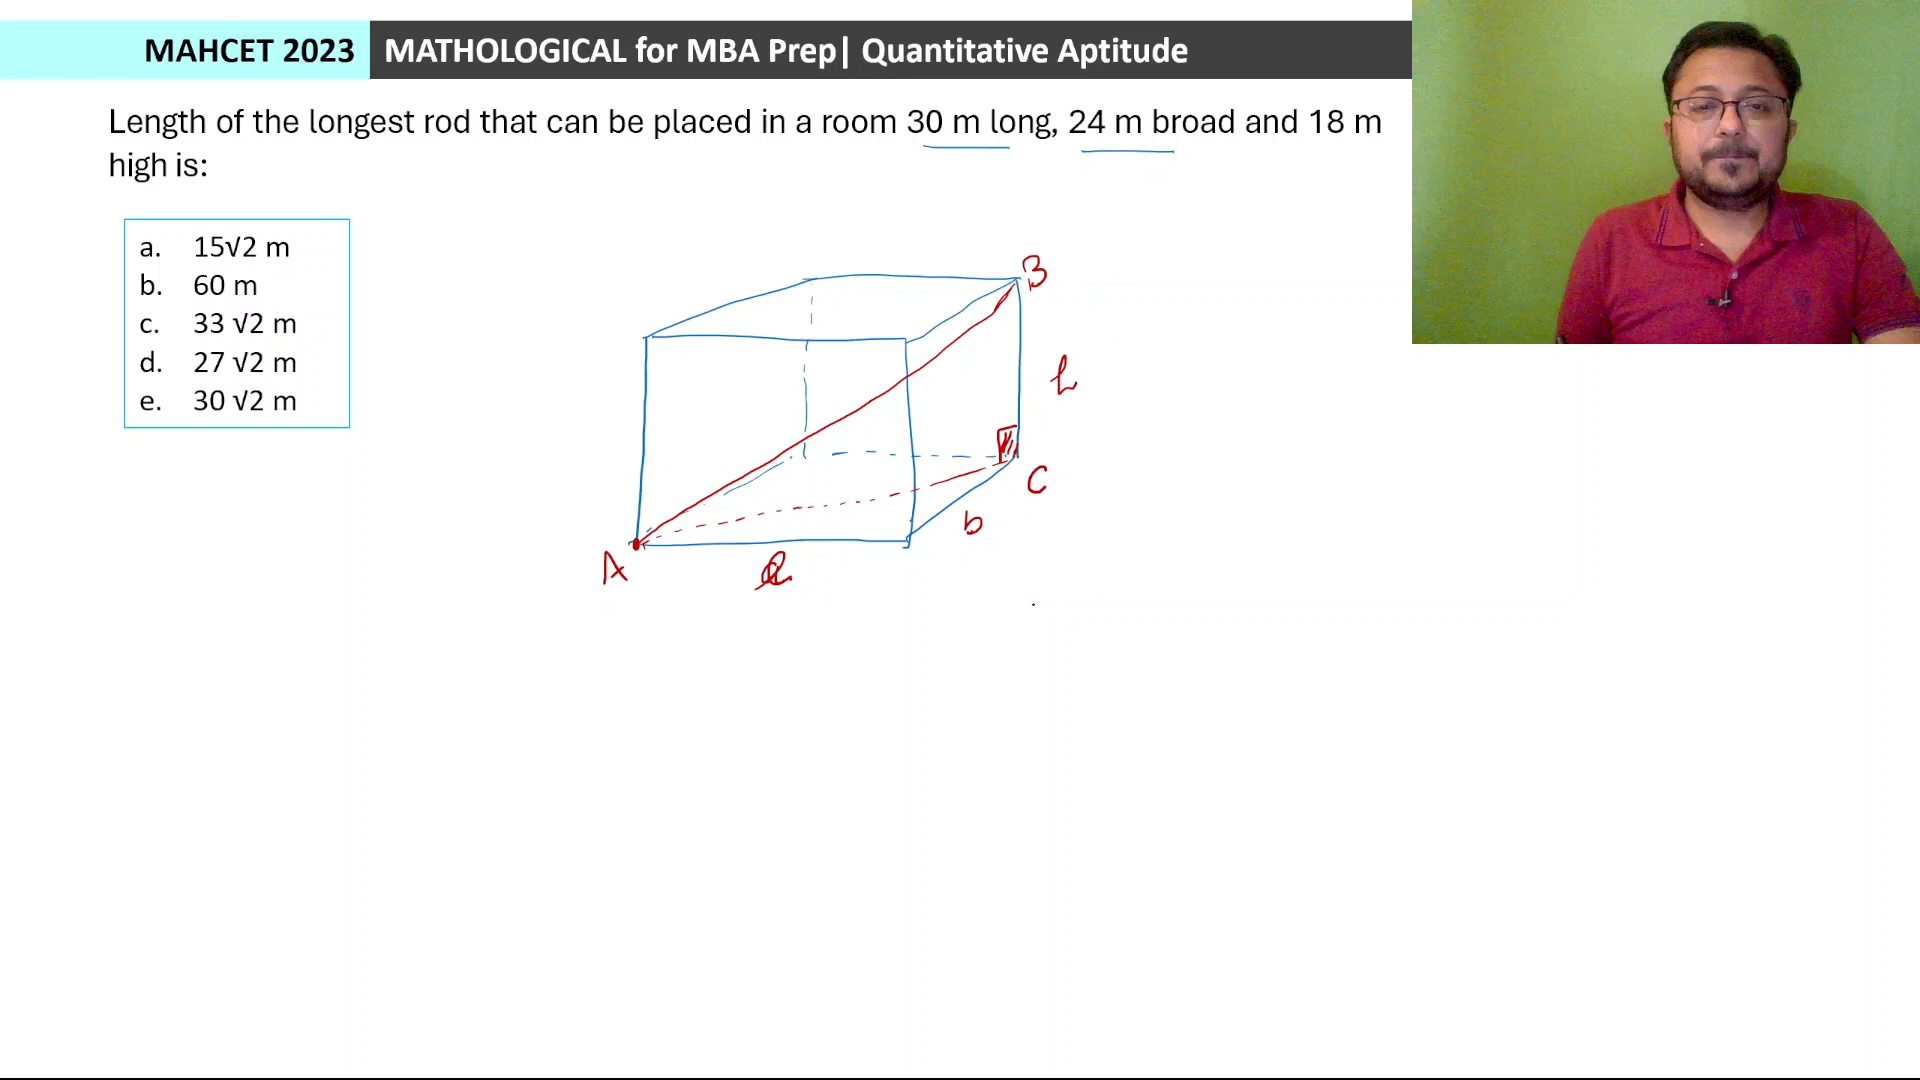 MAHCET 2023
MATHOLOGICAL for MBA Prep| Quantitative Aptitude
Length of the longest rod that can be placed in a room 30 m long, 24 m broad and 18 m
high is:
a. 15√2 m
b. 60 m
c. 33 √2 m
d. 27 √2 m
e. 30 √2 m
B
h
C
b
A
l